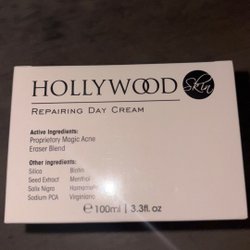 HOLLYWOOD Skin
REPAIRING DAY CREAM
Active Ingredients:
Proprietary Magic Acne
Eraser Blend
Other ingredients:
Silica Biotin
Seed Extract Menthol
Salix Nigra Hamamelis
Sodium PCA Virginiana
℮100ml | 3.3fl. oz